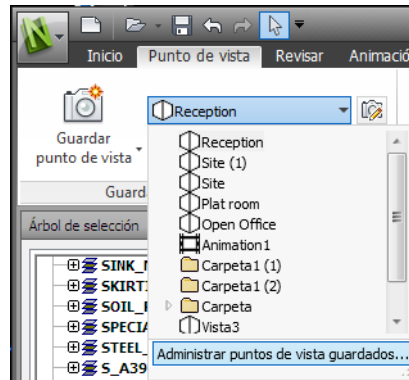 Inicio Punto de vista Revisar Animació
Reception
Guardar
punto de vista
Guard
Reception
Site (1)
Site
Plat room
Open Office
Animation1
Carpeta1 (1)
Carpeta1 (2)
Carpeta
Vista3
Administrar puntos de vista guardados...
Árbol de selección
SINK_
SKIRTI
SOIL_
SPECIA
STEEL_
S_A39